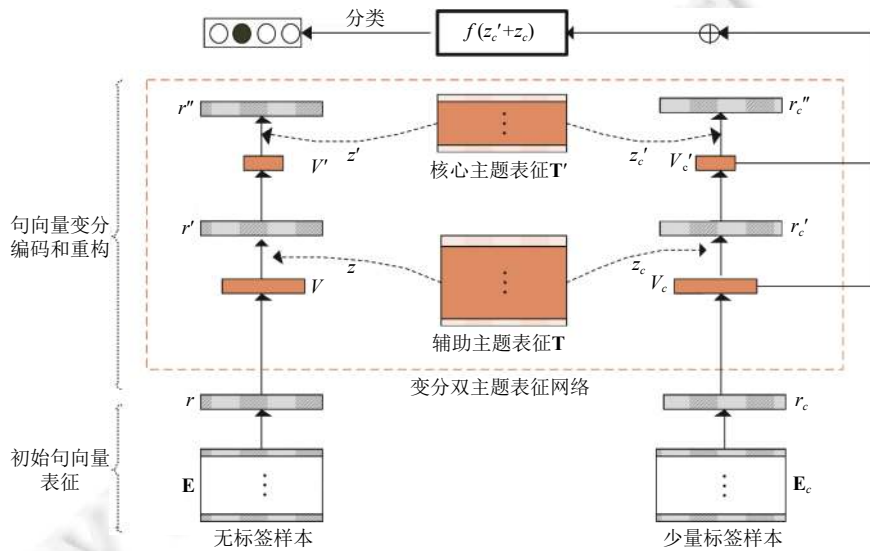 分类
f(z_c′+z_c)
r″
r_c″
z′
z_c′
V′
V_c′
核心主题表征T′
句向量变分
编码和重构
r′
r_c′
z
z_c
V
V_c
辅助主题表征T
变分双主题表征网络
r
r_c
初始句向量
表征
E
E_c
无标签样本
少量标签样本